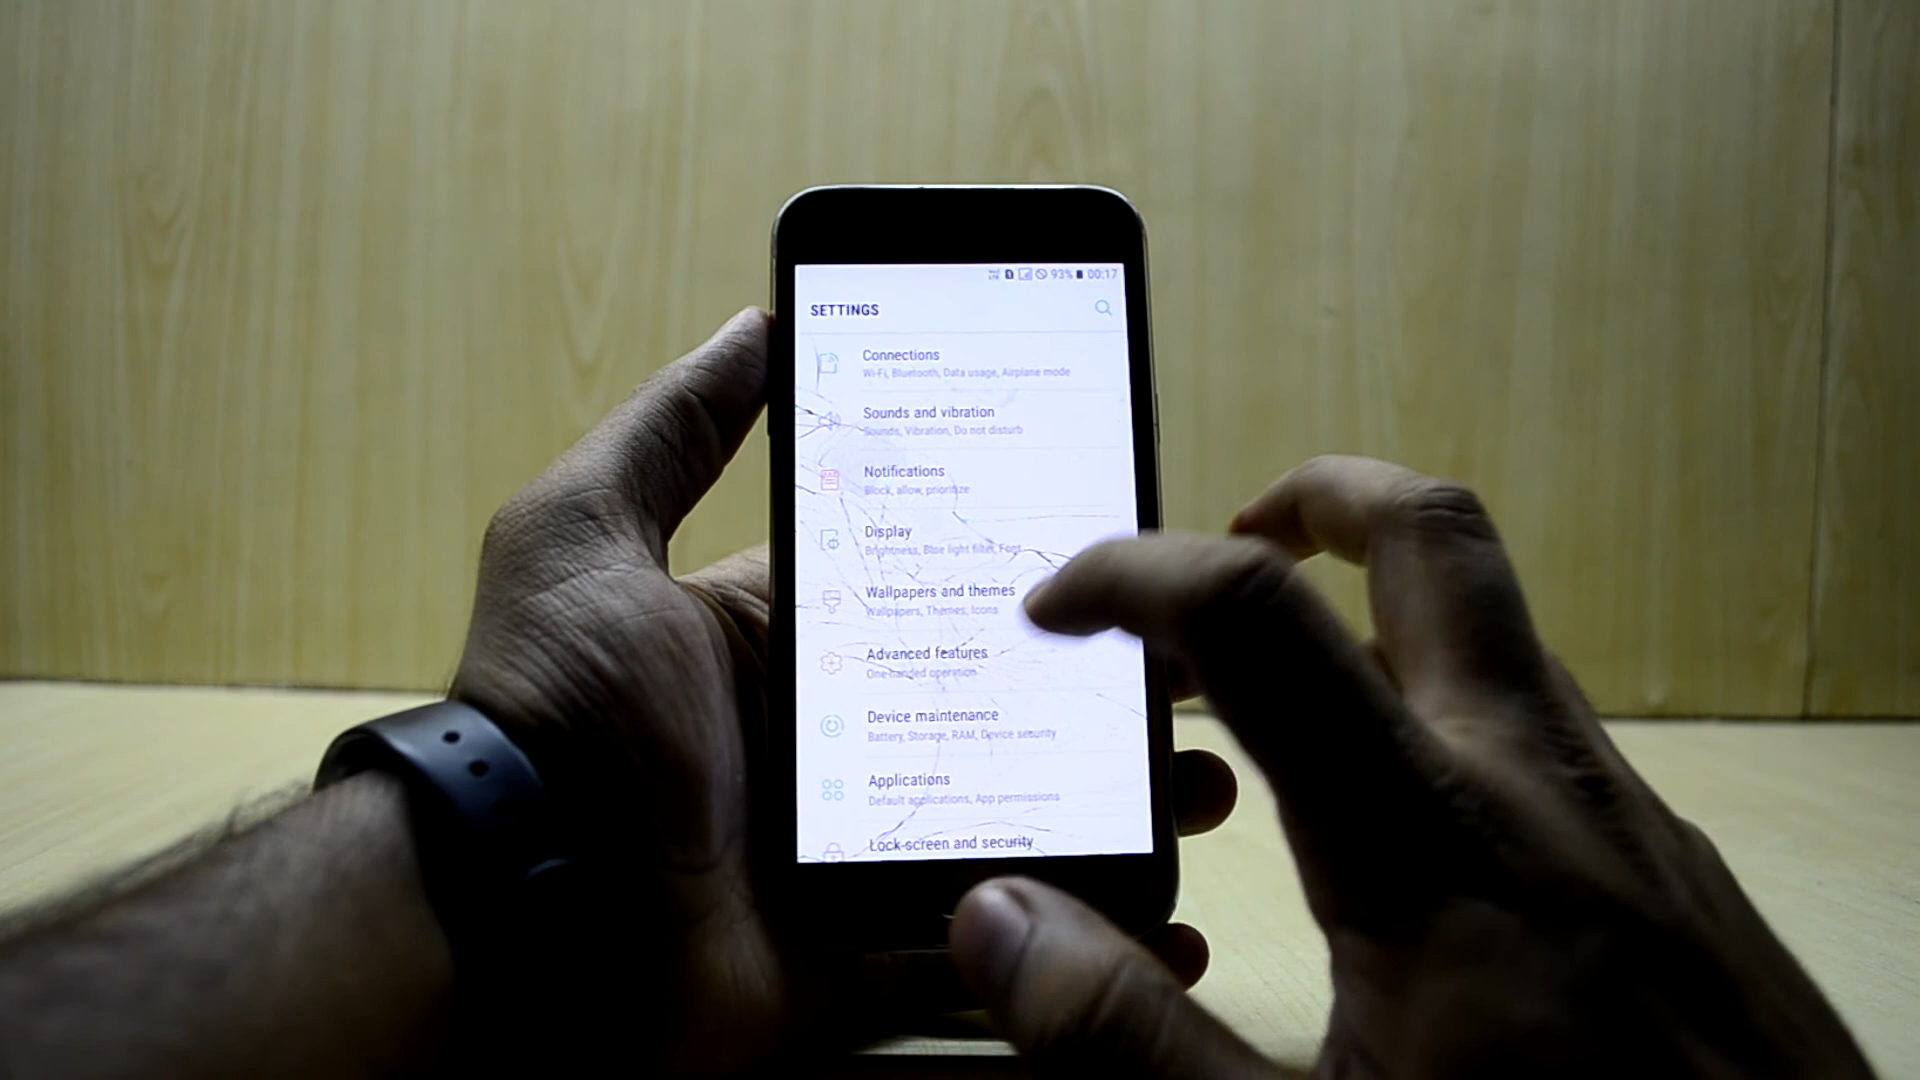 93% 00:17
SETTINGS
Connections
Wi-Fi, Bluetooth, Data usage, Airplane mode
Sounds and vibration
Sounds, Vibration, Do not disturb
Notifications
Block, allow, prioritize
Display
Brightness, Blue light filter, Font
Wallpapers and themes
Wallpapers, Themes, Icons
Advanced features
One-handed operation
Device maintenance
Battery, Storage, RAM, Device security
Applications
Default applications, App permissions
Lock screen and security